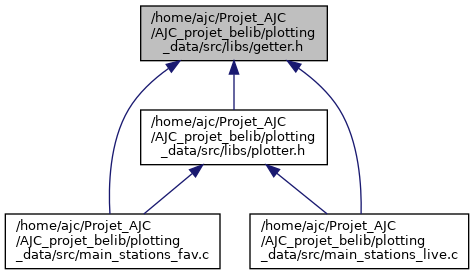 /home/ajc/Projet_AJC
/AJC_projet_belib/plotting
_data/src/libs/getter.h
/home/ajc/Projet_AJC
/AJC_projet_belib/plotting
_data/src/libs/plotter.h
/home/ajc/Projet_AJC
/AJC_projet_belib/plotting
_data/src/main_stations_fav.c
/home/ajc/Projet_AJC
/AJC_projet_belib/plotting
_data/src/main_stations_live.c